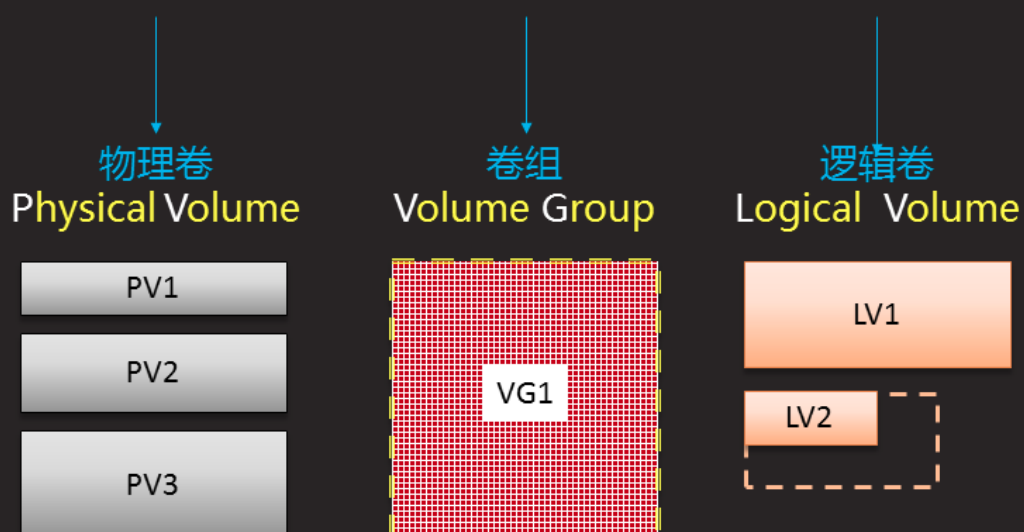 物理卷
Physical Volume
PV1
PV2
PV3
卷组
Volume Group
VG1
逻辑卷
Logical Volume
LV1
LV2